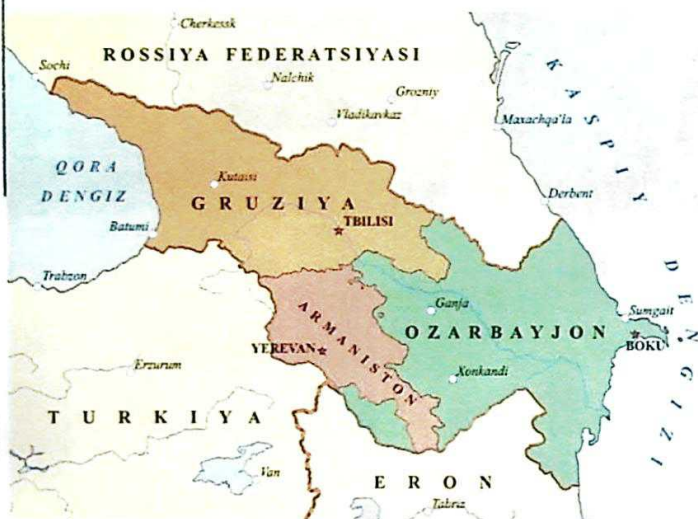 Cherkessk
ROSSIYA FEDERATSIYASI
Sochi
Nalchik
Grozniy
Vladikavkaz
Maxachqa'la
KASPIY DENGIZI
QORA
DENGIZ
Kutaisi
Derbent
GRUZIYA
TBILISI
Batumi
Trabzon
Ganja
Sumgait
ARMANISTON
OZARBAYJON
BOKU
YEREVAN
Erzurum
Xonkandi
TURKIYA
Van
ERON
Tabriz